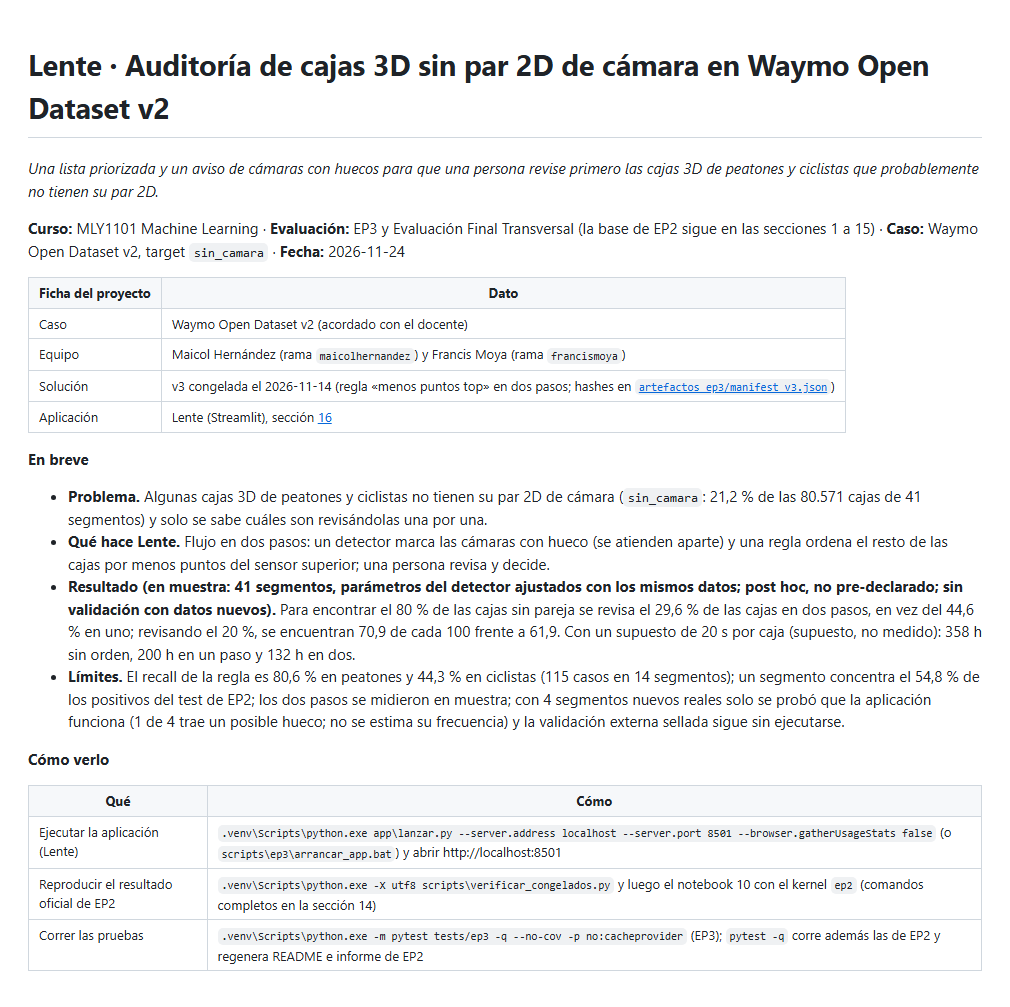 Lente · Auditoría de cajas 3D sin par 2D de cámara en Waymo Open
Dataset v2
Una lista priorizada y un aviso de cámaras con huecos para que una persona revise primero las cajas 3D de peatones y ciclistas que probablemente
no tienen su par 2D.
Curso: MLY1101 Machine Learning · Evaluación: EP3 y Evaluación Final Transversal (la base de EP2 sigue en las secciones 1 a 15) · Caso: Waymo
Open Dataset v2, target sin_camara · Fecha: 2026-11-24
Ficha del proyecto Dato
Caso Waymo Open Dataset v2 (acordado con el docente)
Equipo Maicol Hernández (rama maicolhernandez) y Francis Moya (rama francismoya)
Solución v3 congelada el 2026-11-14 (regla «menos puntos top» en dos pasos; hashes en artefactos_ep3/manifest_v3.json)
Aplicación Lente (Streamlit), sección 16
En breve
• Problema. Algunas cajas 3D de peatones y ciclistas no tienen su par 2D de cámara (sin_camara: 21,2 % de las 80.571 cajas de 41
segmentos) y solo se sabe cuáles son revisándolas una por una.
• Qué hace Lente. Flujo en dos pasos: un detector marca las cámaras con hueco (se atienden aparte) y una regla ordena el resto de las
cajas por menos puntos del sensor superior; una persona revisa y decide.
• Resultado (en muestra: 41 segmentos, parámetros del detector ajustados con los mismos datos; post hoc, no pre-declarado; sin
validación con datos nuevos). Para encontrar el 80 % de las cajas sin pareja se revisa el 29,6 % de las cajas en dos pasos, en vez del 44,6
% en uno; revisando el 20 %, se encuentran 70,9 de cada 100 frente a 61,9. Con un supuesto de 20 s por caja (supuesto, no medido): 358 h
sin orden, 200 h en un paso y 132 h en dos.
• Límites. El recall de la regla es 80,6 % en peatones y 44,3 % en ciclistas (115 casos en 14 segmentos); un segmento concentra el 54,8 % de
los positivos del test de EP2; los dos pasos se midieron en muestra; con 4 segmentos nuevos reales solo se probó que la aplicación
funciona (1 de 4 trae un posible hueco; no se estima su frecuencia) y la validación externa sellada sigue sin ejecutarse.
Cómo verlo
Qué Cómo
Ejecutar la aplicación
(Lente)
.venv\Scripts\python.exe app\lanzar.py --server.address localhost --server.port 8501 --browser.gatherUsageStats false (o
scripts\ep3\arrancar_app.bat) y abrir http://localhost:8501
Reproducir el resultado
oficial de EP2
.venv\Scripts\python.exe -X utf8 scripts\verificar_congelados.py y luego el notebook 10 con el kernel ep2 (comandos
completos en la sección 14)
Correr las pruebas
.venv\Scripts\python.exe -m pytest tests/ep3 -q --no-cov -p no:cacheprovider (EP3); pytest -q corre además las de EP2 y
regenera README e informe de EP2